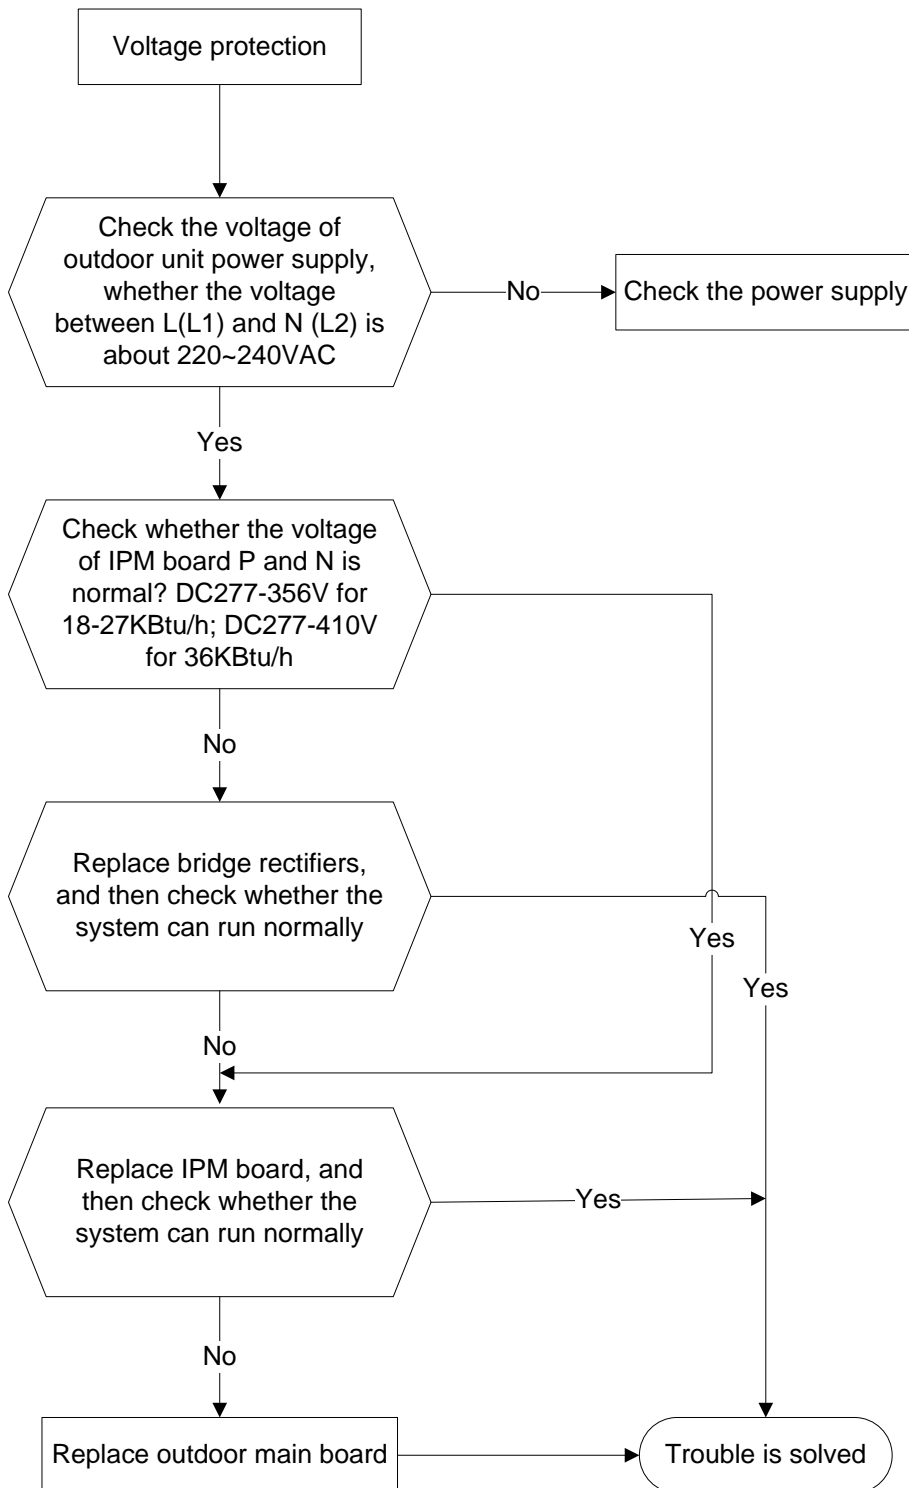 Voltage protection
Check the voltage of
outdoor unit power supply,
whether the voltage
between L(L1) and N (L2) is
about 220~240VAC
No
Check the power supply
Yes
Check whether the voltage
of IPM board P and N is
normal? DC277-356V for
18-27KBtu/h; DC277-410V
for 36KBtu/h
No
Replace bridge rectifiers,
and then check whether the
system can run normally
Yes
Yes
No
Replace IPM board, and
then check whether the
system can run normally
Yes
No
Replace outdoor main board
Trouble is solved